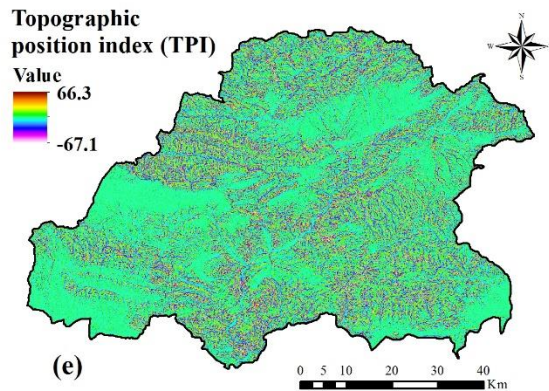 Topographic
position index (TPI)
Value
66.3
-67.1
N
W E
S
(e)
0 5 10 20 30 40
Km